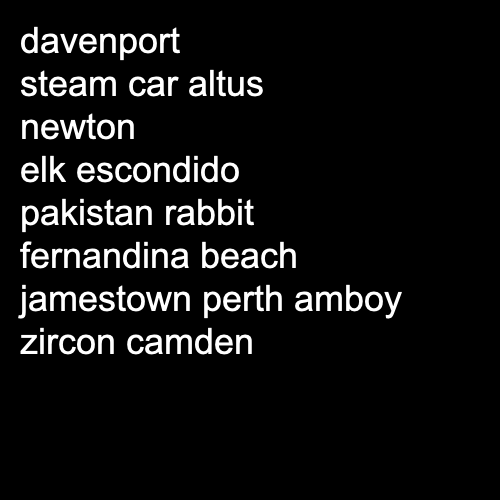 davenport
steam car altus
newton
elk escondido
pakistan rabbit
fernandina beach
jamestown perth amboy
zircon camden